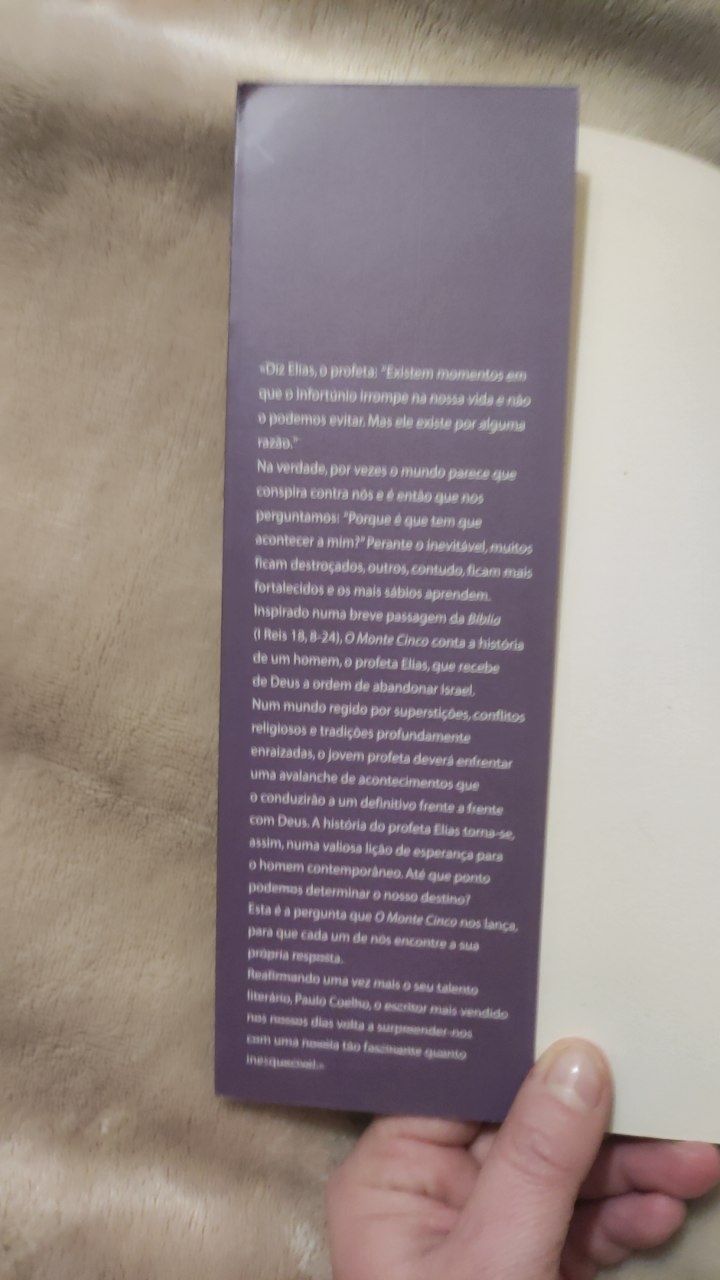 «Diz Elias, o profeta: "Existem momentos em
que o infortúnio irrompe na nossa vida e não
o podemos evitar. Mas ele existe por alguma
razão."
Na verdade, por vezes o mundo parece que
conspira contra nós e é então que nos
perguntamos: "Porque é que tem que
acontecer a mim?" Perante o inevitável, muitos
ficam destroçados, outros, contudo, ficam mais
fortalecidos e os mais sábios aprendem.
Inspirado numa breve passagem da Bíblia
(I Reis 18, 8-24), O Monte Cinco conta a história
de um homem, o profeta Elias, que recebe
de Deus a ordem de abandonar Israel.
Num mundo regido por superstições, conflitos
religiosos e tradições profundamente
enraizadas, o jovem profeta deverá enfrentar
uma avalanche de acontecimentos que
o conduzirão a um definitivo frente a frente
com Deus. A história do profeta Elias torna-se,
assim, numa valiosa lição de esperança para
o homem contemporâneo. Até que ponto
podemos determinar o nosso destino?
Esta é a pergunta que O Monte Cinco nos lança,
para que cada um de nós encontre a sua
própria resposta.
Reafirmando uma vez mais o seu talento
literário, Paulo Coelho, o escritor mais vendido
nos nossos dias volta a surpreender-nos
com uma novela tão fascinante quanto
inesquecível.»